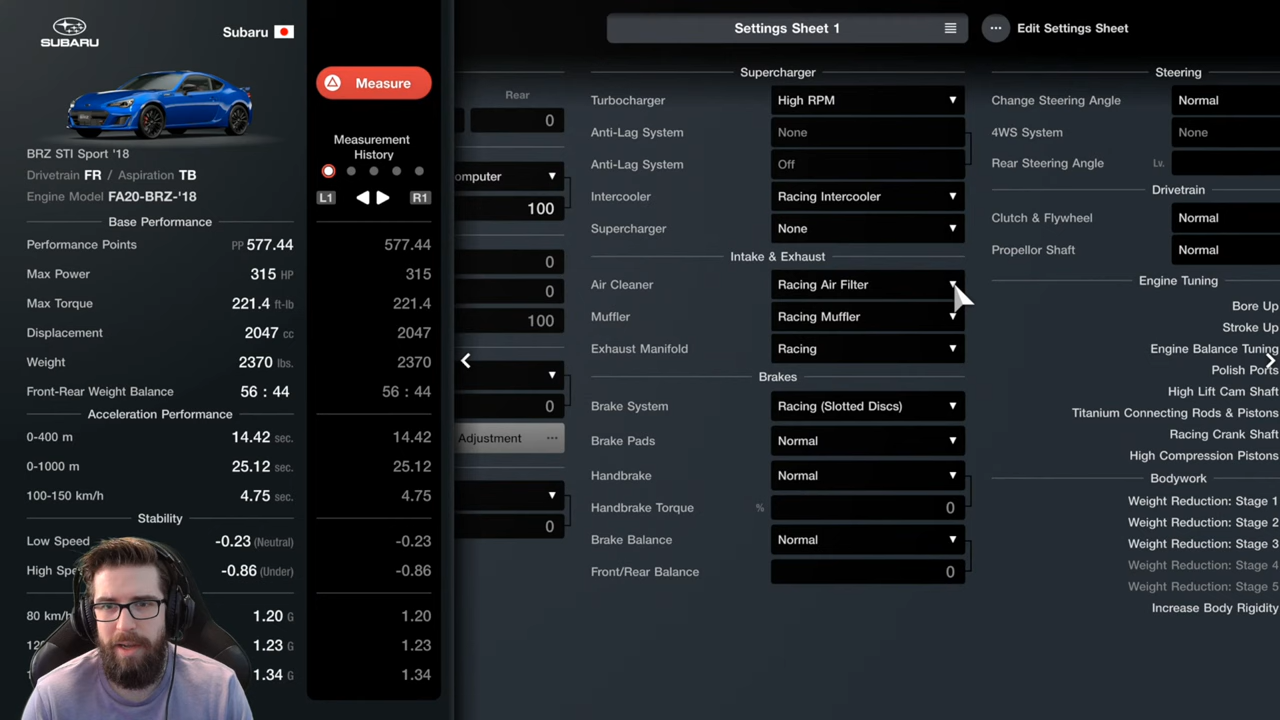 SUBARU
Subaru
BRZ STI Sport '18
Drivetrain FR / Aspiration TB
Engine Model FA20-BRZ-'18
Base Performance
Performance Points PP 577.44
Max Power 315 HP
Max Torque 221.4 ft-lb
Displacement 2047 cc
Weight 2370 lbs.
Front-Rear Weight Balance 56 : 44
Acceleration Performance
0-400 m 14.42 sec.
0-1000 m 25.12 sec.
100-150 km/h 4.75 sec.
Stability
Low Speed -0.23 (Neutral)
High Spe -0.86 (Under)
80 km/h 1.20 G
1.23 G
1.34 G
Measure
Measurement
History
L1 R1
577.44
315
221.4
2047
2370
56 : 44
14.42
25.12
4.75
-0.23
-0.86
1.20
1.23
1.34
Settings Sheet 1
Edit Settings Sheet
Rear
0
omputer
100
0
0
100
0
Adjustment
0
Supercharger
Turbocharger High RPM
Anti-Lag System None
Anti-Lag System Off
Intercooler Racing Intercooler
Supercharger None
Intake & Exhaust
Air Cleaner Racing Air Filter
Muffler Racing Muffler
Exhaust Manifold Racing
Brakes
Brake System Racing (Slotted Discs)
Brake Pads Normal
Handbrake Normal
Handbrake Torque % 0
Brake Balance Normal
Front/Rear Balance 0
Steering
Change Steering Angle Normal
4WS System None
Rear Steering Angle Lv.
Drivetrain
Clutch & Flywheel Normal
Propellor Shaft Normal
Engine Tuning
Bore Up
Stroke Up
Engine Balance Tuning
Polish Ports
High Lift Cam Shaft
Titanium Connecting Rods & Pistons
Racing Crank Shaft
High Compression Pistons
Bodywork
Weight Reduction: Stage 1
Weight Reduction: Stage 2
Weight Reduction: Stage 3
Weight Reduction: Stage 4
Weight Reduction: Stage 5
Increase Body Rigidity